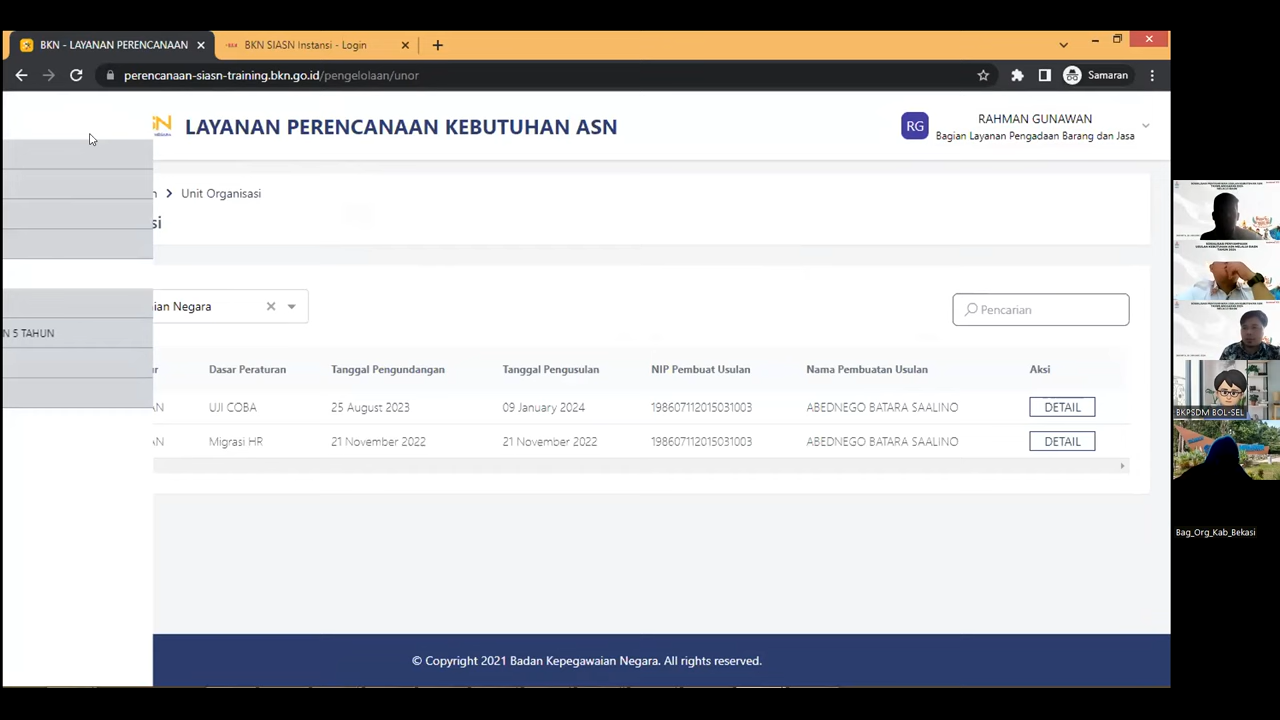 BKN - LAYANAN PERENCANAAN
BKN SIASN Instansi - Login
perencanaan-siasn-training.bkn.go.id/pengelolaan/unor
Samaran
LAYANAN PERENCANAAN KEBUTUHAN ASN
RG
RAHMAN GUNAWAN
Bagian Layanan Pengadaan Barang dan Jasa
Unit Organisasi
si
ian Negara
Pencarian
N 5 TAHUN
ur Dasar Peraturan Tanggal Pengundangan Tanggal Pengusulan NIP Pembuat Usulan Nama Pembuatan Usulan Aksi
AN UJI COBA 25 August 2023 09 January 2024 198607112015031003 ABEDNEGO BATARA SAALINO DETAIL
AN Migrasi HR 21 November 2022 21 November 2022 198607112015031003 ABEDNEGO BATARA SAALINO DETAIL
© Copyright 2021 Badan Kepegawaian Negara. All rights reserved.
BKPSDM BOL-SEL
Bag_Org_Kab_Bekasi